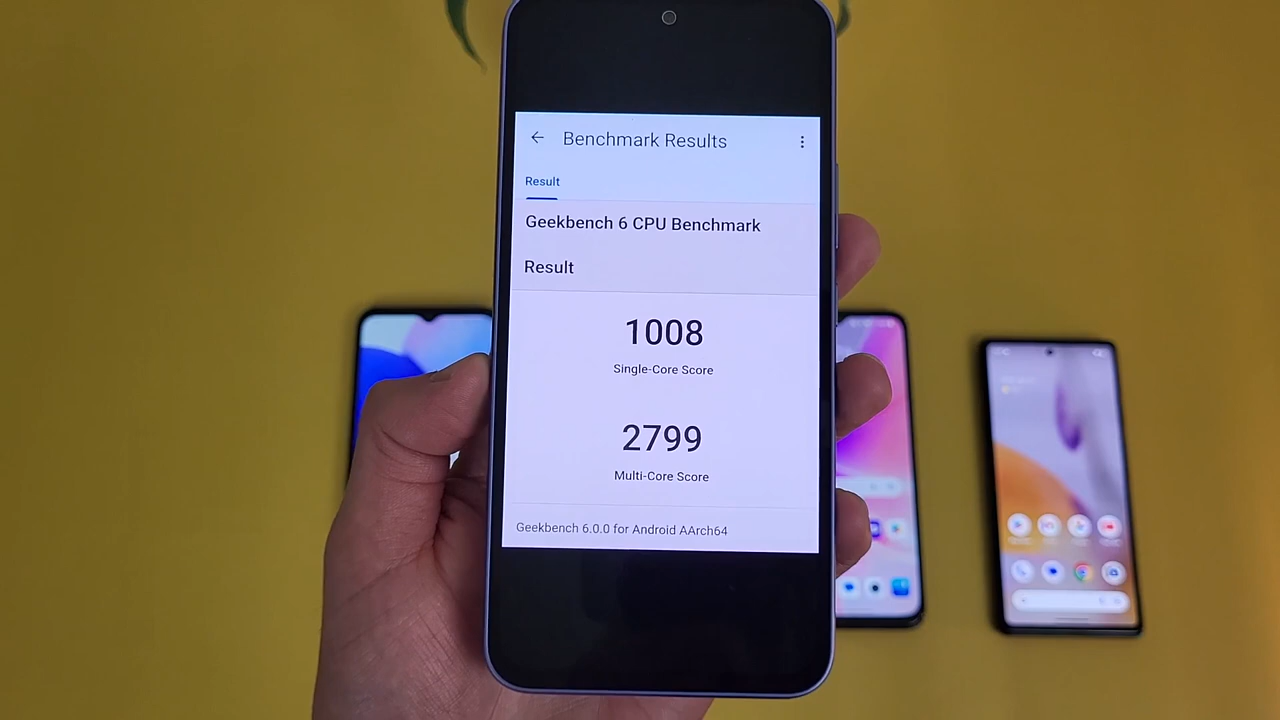 Benchmark Results
Result
Geekbench 6 CPU Benchmark
Result
1008
Single-Core Score
2799
Multi-Core Score
Geekbench 6.0.0 for Android AArch64